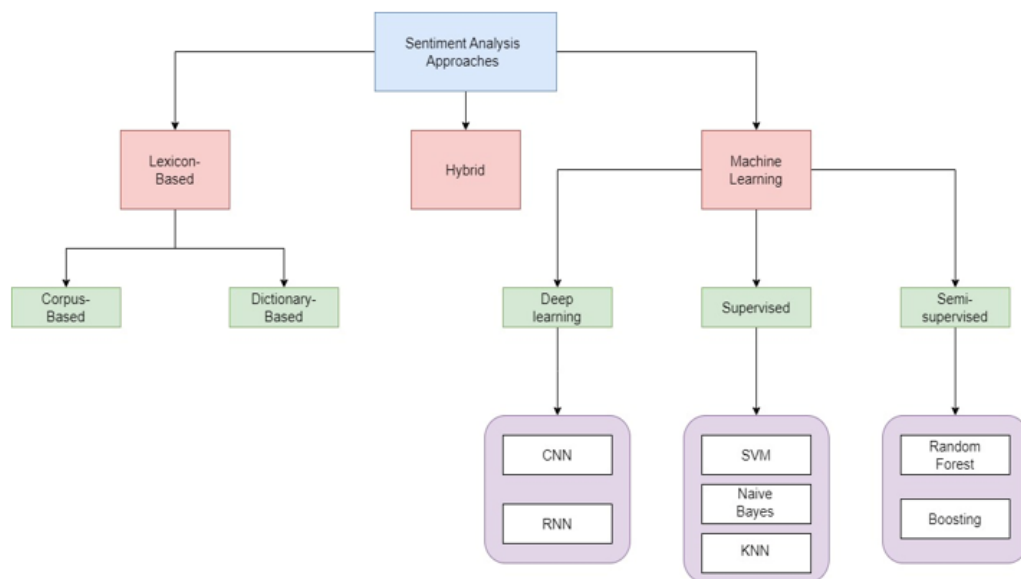 Sentiment Analysis
Approaches
Lexicon-
Based
Hybrid
Machine
Learning
Corpus-
Based
Dictionary-
Based
Deep
learning
Supervised
Semi-
supervised
CNN
RNN
SVM
Naive
Bayes
KNN
Random
Forest
Boosting